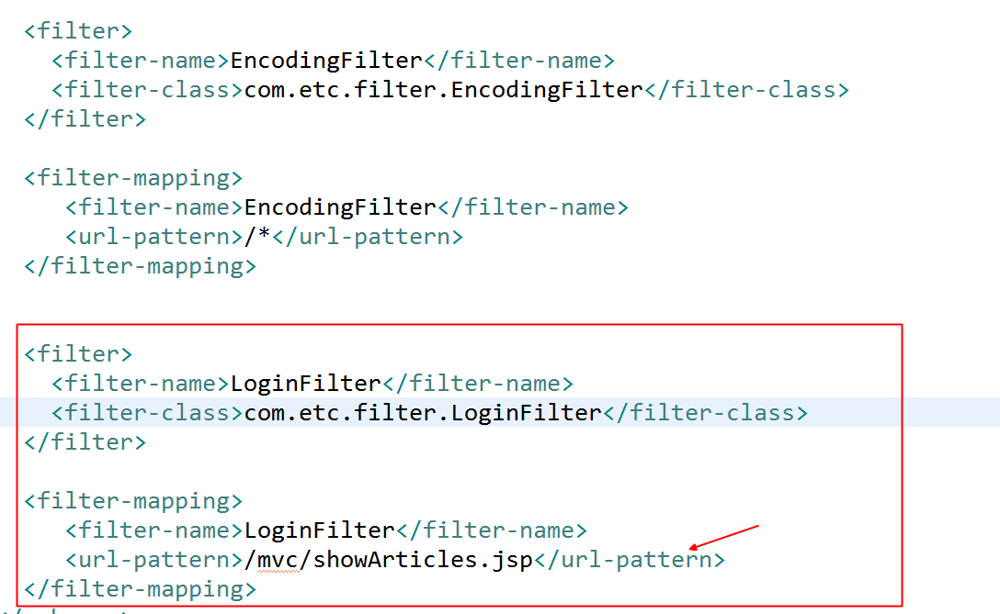 <filter>
<filter-name>EncodingFilter</filter-name>
<filter-class>com.etc.filter.EncodingFilter</filter-class>
</filter>
<filter-mapping>
<filter-name>EncodingFilter</filter-name>
<url-pattern>/*</url-pattern>
</filter-mapping>
<filter>
<filter-name>LoginFilter</filter-name>
<filter-class>com.etc.filter.LoginFilter</filter-class>
</filter>
<filter-mapping>
<filter-name>LoginFilter</filter-name>
<url-pattern>/mvc/showArticles.jsp</url-pattern>
</filter-mapping>